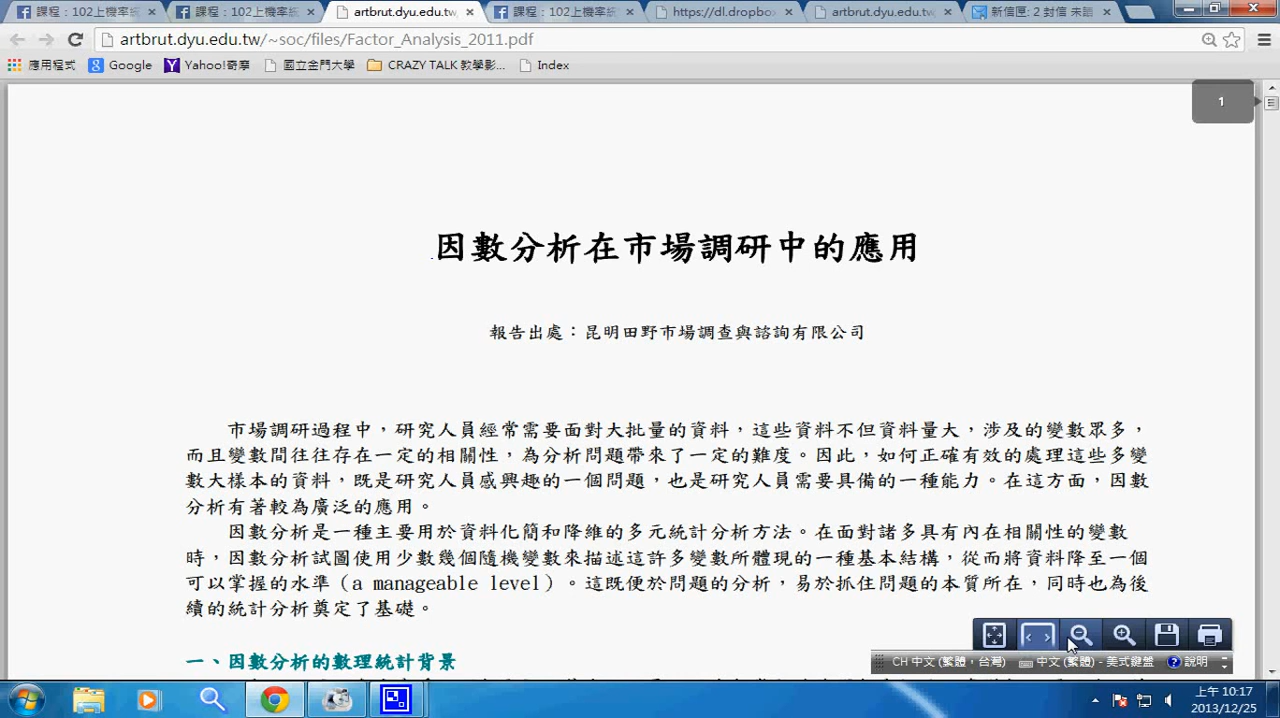 課程：102上機率統
課程：102上機率統
artbrut.dyu.edu.tw/
課程：102上機率統
https://dl.dropbox
artbrut.dyu.edu.tw/
新信匣: 2 封信 未讀
artbrut.dyu.edu.tw/~soc/files/Factor_Analysis_2011.pdf
應用程式
Google
Yahoo!奇摩
國立金門大學
CRAZY TALK 教學影...
Index
1
因數分析在市場調研中的應用
報告出處：昆明田野市場調查與諮詢有限公司
市場調研過程中，研究人員經常需要面對大批量的資料，這些資料不但資料量大，涉及的變數眾多，
而且變數間往往存在一定的相關性，為分析問題帶來了一定的難度。因此，如何正確有效的處理這些多變
數大樣本的資料，既是研究人員感興趣的一個問題，也是研究人員需要具備的一種能力。在這方面，因數
分析有著較為廣泛的應用。
因數分析是一種主要用於資料化簡和降維的多元統計分析方法。在面對諸多具有內在相關性的變數
時，因數分析試圖使用少數幾個隨機變數來描述這許多變數所體現的一種基本結構，從而將資料降至一個
可以掌握的水準（a manageable level）。這既便於問題的分析，易於抓住問題的本質所在，同時也為後
續的統計分析奠定了基礎。
一、因數分析的數理統計背景
CH 中文 (繁體，台灣)
中文 (繁體) - 美式鍵盤
說明
上午 10:17
2013/12/25